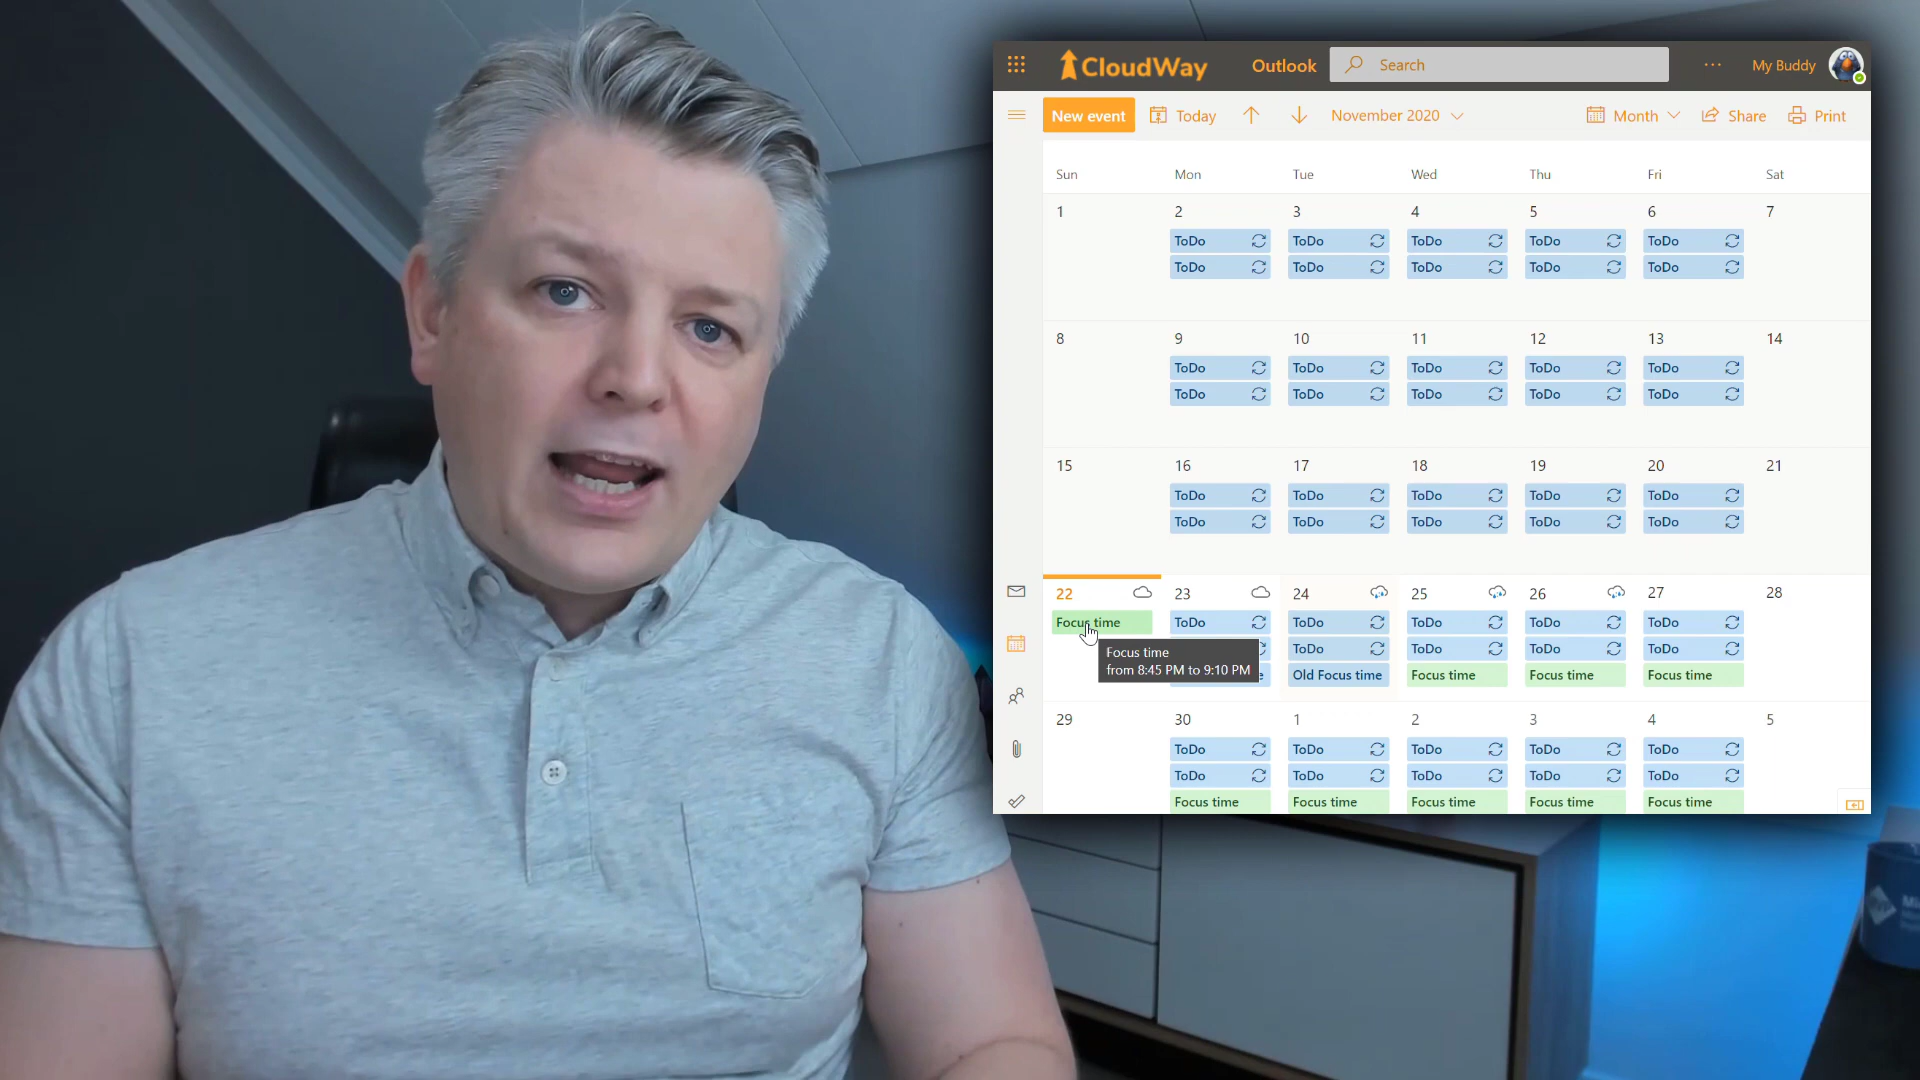 CloudWay Outlook Search ... My Buddy
New event Today November 2020 Month Share Print
Sun Mon Tue Wed Thu Fri Sat
1 2 3 4 5 6 7
ToDo ToDo ToDo ToDo ToDo
ToDo ToDo ToDo ToDo ToDo
8 9 10 11 12 13 14
ToDo ToDo ToDo ToDo ToDo
ToDo ToDo ToDo ToDo ToDo
15 16 17 18 19 20 21
ToDo ToDo ToDo ToDo ToDo
ToDo ToDo ToDo ToDo ToDo
22 23 24 25 26 27 28
Focus time ToDo ToDo ToDo ToDo ToDo
ToDo ToDo ToDo ToDo
Focus time
from 8:45 PM to 9:10 PM
Old Focus time Focus time Focus time Focus time
29 30 1 2 3 4 5
ToDo ToDo ToDo ToDo ToDo
ToDo ToDo ToDo ToDo ToDo
Focus time Focus time Focus time Focus time Focus time